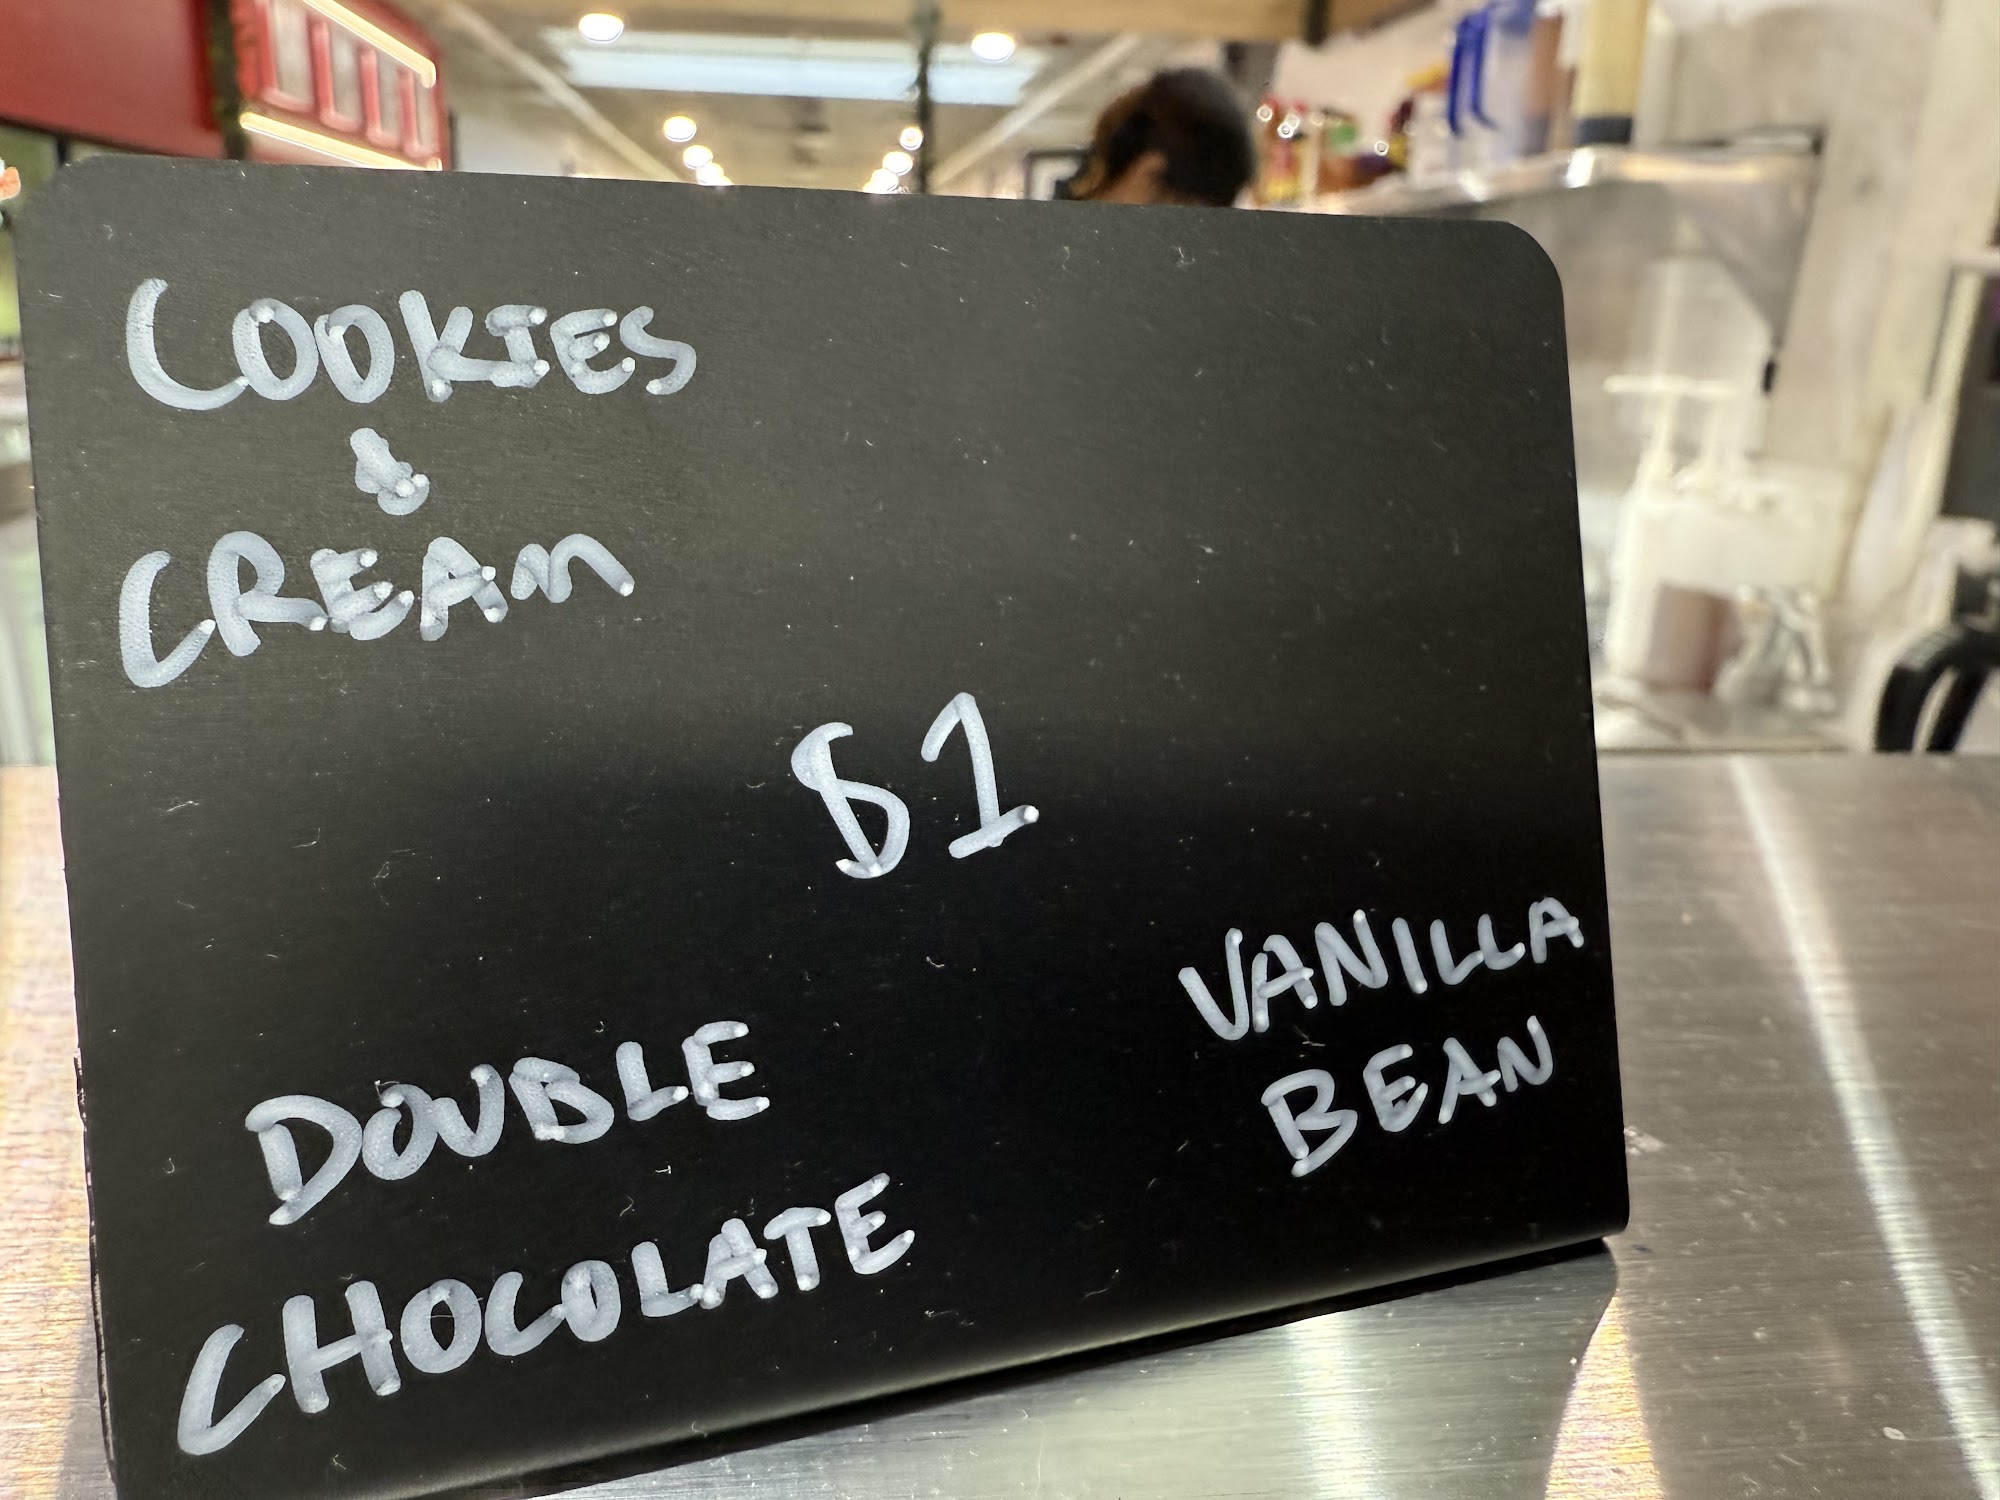 COOKIES
&
CREAM
$1
VANILLA
BEAN
DOUBLE
CHOCOLATE